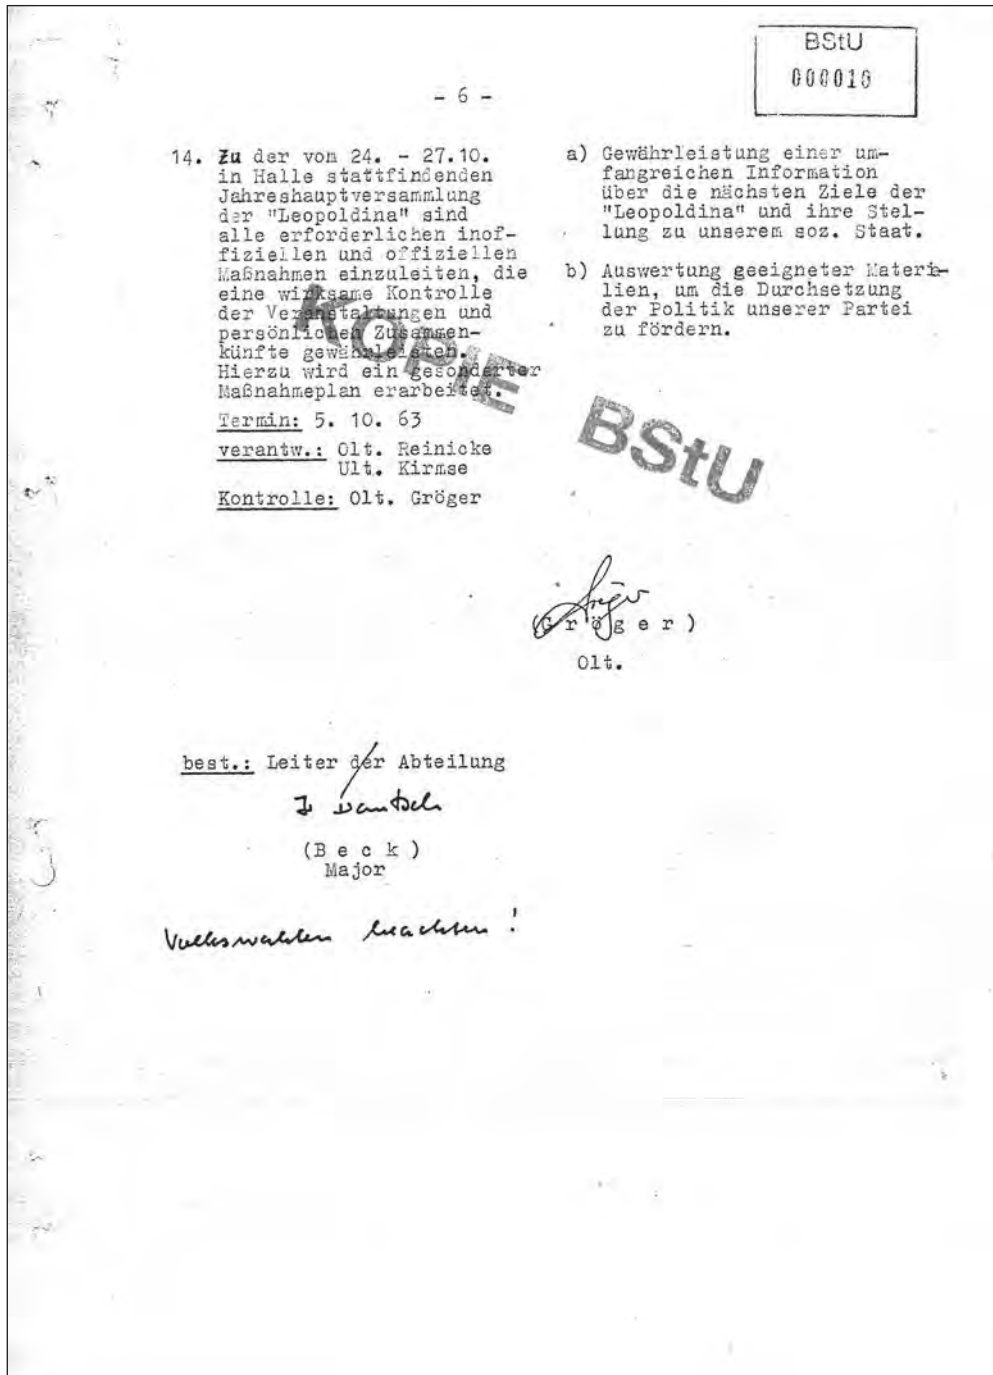 BStU
000010
- 6 -
14. Zu der vom 24. - 27.10.
in Halle stattfindenden
Jahreshauptversammlung
der "Leopoldina" sind
alle erforderlichen inof-
fiziellen und offiziellen
Maßnahmen einzuleiten, die
eine wirksame Kontrolle
der Veranstaltungen und
persönlichen Zusammen-
künfte gewährleisten.
Hierzu wird ein gesonderter
Maßnahmeplan erarbeitet.
Termin: 5. 10. 63
verantw.: Olt. Reinicke
Ult. Kirmse
Kontrolle: Olt. Gröger
a) Gewährleistung einer um-
fangreichen Information
über die nächsten Ziele der
"Leopoldina" und ihre Stel-
lung zu unserem soz. Staat.
b) Auswertung geeigneter Materia-
lien, um die Durchsetzung
der Politik unserer Partei
zu fördern.
KOPIE BStU
(G r ö g e r )
Olt.
best.: Leiter der Abteilung
(B e c k )
Major
Volkswahlen beachten !